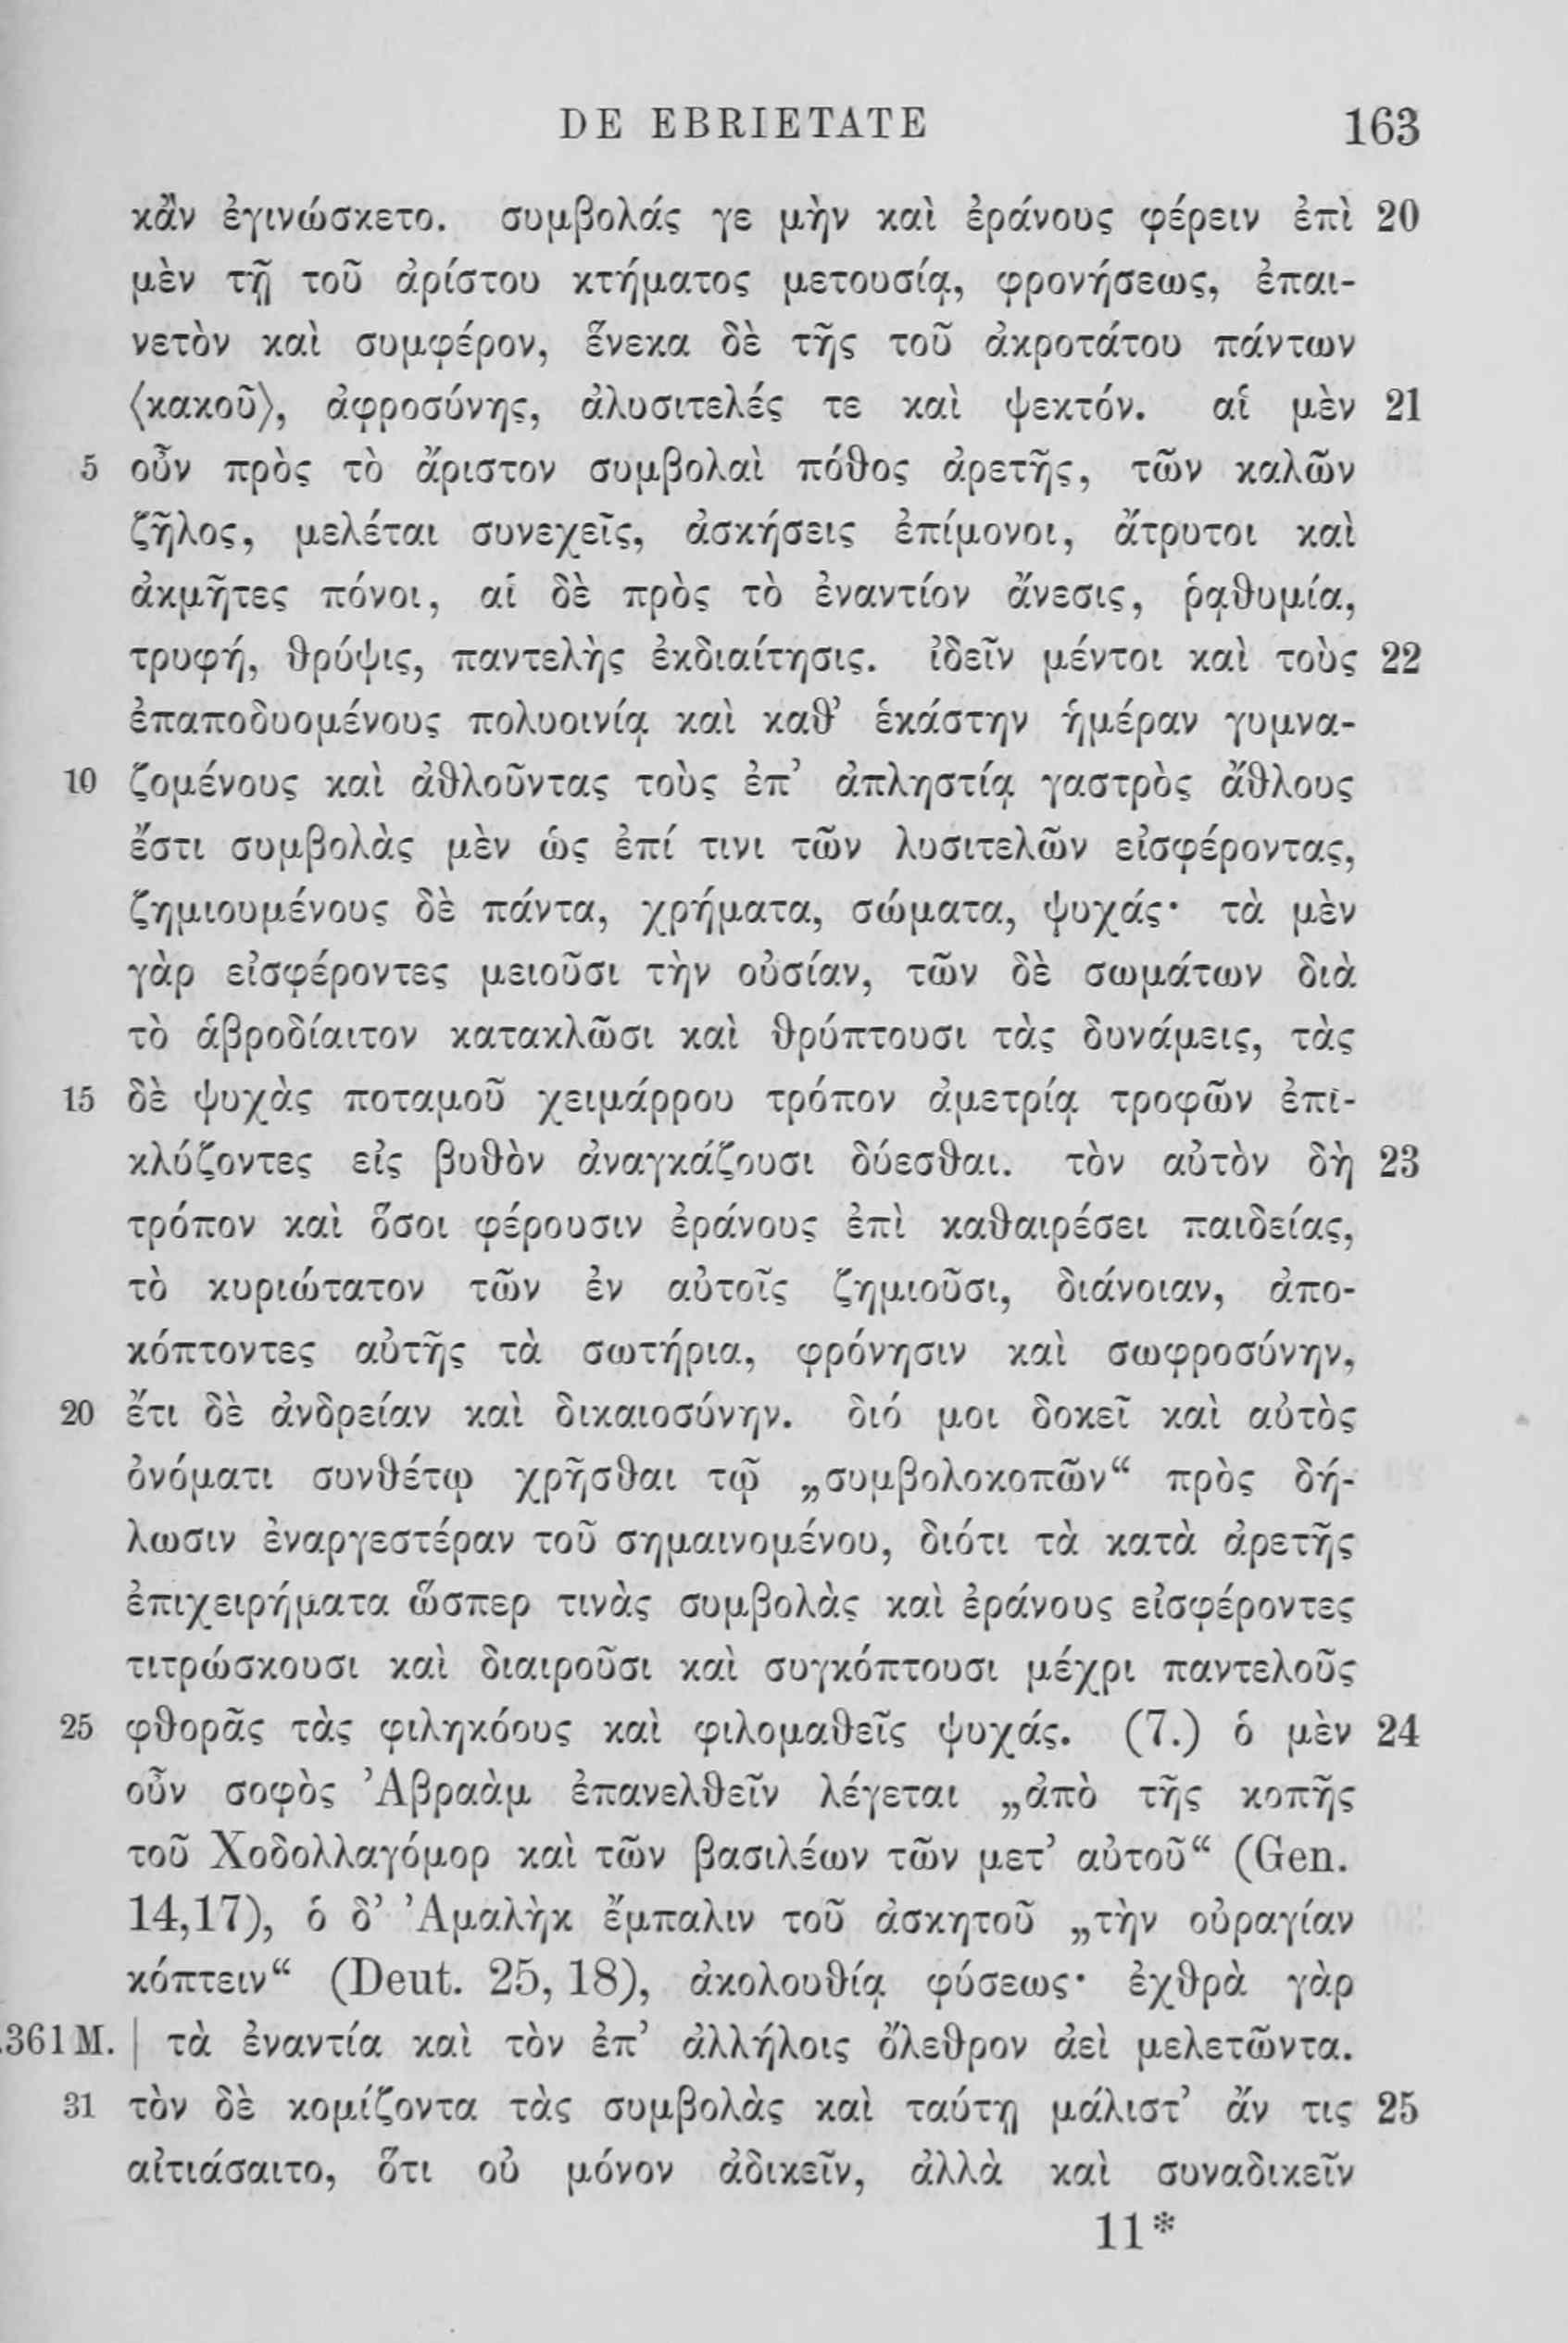 DE EBRIETATE 163
κἂν ἐγινώσκετο. συμβολάς γε μὴν καὶ ἐράνους φέρειν ἐπὶ 20
μὲν τῇ τοῦ ἀρίστου κτήματος μετουσίᾳ, φρονήσεως, ἐπαι-
νετὸν καὶ συμφέρον, ἕνεκα δὲ τῆς τοῦ ἀκροτάτου πάντων
⟨κακοῦ⟩, ἀφροσύνης, ἀλυσιτελές τε καὶ ψεκτόν. αἱ μὲν 21
5 οὖν πρὸς τὸ ἄριστον συμβολαὶ πόθος ἀρετῆς, τῶν καλῶν
ζῆλος, μελέται συνεχεῖς, ἀσκήσεις ἐπίμονοι, ἄτρυτοι καὶ
ἀκμῆτες πόνοι, αἱ δὲ πρὸς τὸ ἐναντίον ἄνεσις, ῥᾳθυμία,
τρυφή, θρύψις, παντελὴς ἐκδιαίτησις. ἰδεῖν μέντοι καὶ τοὺς 22
ἐπαποδυομένους πολυοινίᾳ καὶ καθ’ ἑκάστην ἡμέραν γυμνα-
10 ζομένους καὶ ἀθλοῦντας τοὺς ἐπ’ ἀπληστίᾳ γαστρὸς ἄθλους
ἔστι συμβολὰς μὲν ὡς ἐπί τινι τῶν λυσιτελῶν εἰσφέροντας,
ζημιουμένους δὲ πάντα, χρήματα, σώματα, ψυχάς· τὰ μὲν
γὰρ εἰσφέροντες μειοῦσι τὴν οὐσίαν, τῶν δὲ σωμάτων διὰ
τὸ ἁβροδίαιτον κατακλῶσι καὶ θρύπτουσι τὰς δυνάμεις, τὰς
15 δὲ ψυχὰς ποταμοῦ χειμάρρου τρόπον ἀμετρίᾳ τροφῶν ἐπι-
κλύζοντες εἰς βυθὸν ἀναγκάζουσι δύεσθαι. τὸν αὐτὸν δὴ 23
τρόπον καὶ ὅσοι φέρουσιν ἐράνους ἐπὶ καθαιρέσει παιδείας,
τὸ κυριώτατον τῶν ἐν αὐτοῖς ζημιοῦσι, διάνοιαν, ἀπο-
κόπτοντες αὐτῆς τὰ σωτήρια, φρόνησιν καὶ σωφροσύνην,
20 ἔτι δὲ ἀνδρείαν καὶ δικαιοσύνην. διό μοι δοκεῖ καὶ αὐτὸς
ὀνόματι συνθέτῳ χρῆσθαι τῷ „συμβολοκοπῶν“ πρὸς δή-
λωσιν ἐναργεστέραν τοῦ σημαινομένου, διότι τὰ κατὰ ἀρετῆς
ἐπιχειρήματα ὥσπερ τινὰς συμβολὰς καὶ ἐράνους εἰσφέροντες
τιτρώσκουσι καὶ διαιροῦσι καὶ συγκόπτουσι μέχρι παντελοῦς
25 φθορᾶς τὰς φιληκόους καὶ φιλομαθεῖς ψυχάς. (7.) ὁ μὲν 24
οὖν σοφὸς Ἀβραὰμ ἐπανελθεῖν λέγεται „ἀπὸ τῆς κοπῆς
τοῦ Χοδολλαγόμορ καὶ τῶν βασιλέων τῶν μετ’ αὐτοῦ“ (Gen.
14,17), ὁ δ’ Ἀμαλὴκ ἔμπαλιν τοῦ ἀσκητοῦ „τὴν οὐραγίαν
κόπτειν“ (Deut. 25, 18), ἀκολουθίᾳ φύσεως· ἐχθρὰ γὰρ
.361 M. | τὰ ἐναντία καὶ τὸν ἐπ’ ἀλλήλοις ὄλεθρον ἀεὶ μελετῶντα.
31 τὸν δὲ κομίζοντα τὰς συμβολὰς καὶ ταύτῃ μάλιστ’ ἄν τις 25
αἰτιάσαιτο, ὅτι οὐ μόνον ἀδικεῖν, ἀλλὰ καὶ συναδικεῖν
11*